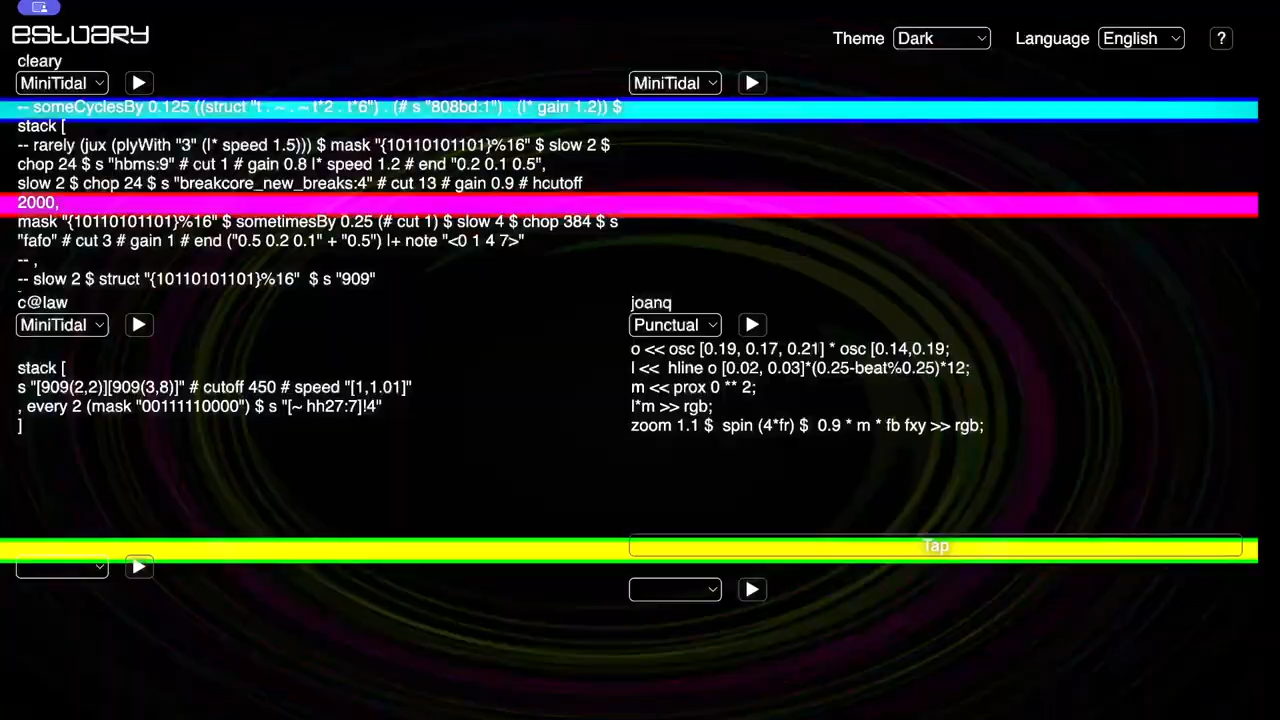 ESTUARY
Theme Dark Language English ?
cleary
MiniTidal
MiniTidal
-- someCyclesBy 0.125 ((struct "t . ~ . ~ t*2 . t*6") . (# s "808bd:1") . (|* gain 1.2)) $
stack [
-- rarely (jux (plyWith "3" (|* speed 1.5))) $ mask "{10110101101}%16" $ slow 2 $
chop 24 $ s "hbms:9" # cut 1 # gain 0.8 |* speed 1.2 # end "0.2 0.1 0.5",
slow 2 $ chop 24 $ s "breakcore_new_breaks:4" # cut 13 # gain 0.9 # hcutoff
2000,
mask "{10110101101}%16" $ sometimesBy 0.25 (# cut 1) $ slow 4 $ chop 384 $ s
"fafo" # cut 3 # gain 1 # end ("0.5 0.2 0.1" + "0.5") |+ note "<0 1 4 7>"
-- ,
-- slow 2 $ struct "{10110101101}%16"  $ s "909"
c@law
MiniTidal
stack [
s "[909(2,2)][909(3,8)]" # cutoff 450 # speed "[1,1.01]"
, every 2 (mask "00111110000") $ s "[~ hh27:7]!4"
]
joanq
Punctual
o << osc [0.19, 0.17, 0.21] * osc [0.14,0.19;
l <<  hline o [0.02, 0.03]*(0.25-beat%0.25)*12;
m << prox 0 ** 2;
l*m >> rgb;
zoom 1.1 $  spin (4*fr) $  0.9 * m * fb fxy >> rgb;
Tap